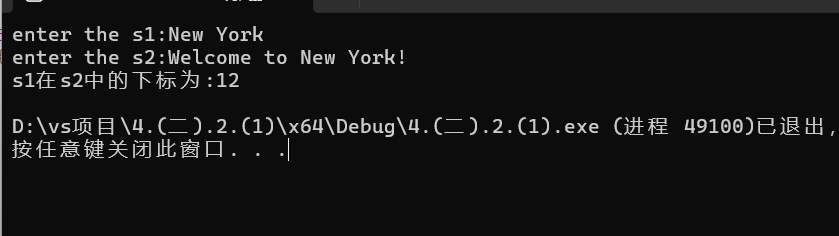 enter the s1:New York
enter the s2:Welcome to New York!
s1在s2中的下标为:12
D:\vs项目\4.(二).2.(1)\x64\Debug\4.(二).2.(1).exe (进程 49100)已退出,
按任意键关闭此窗口. . .